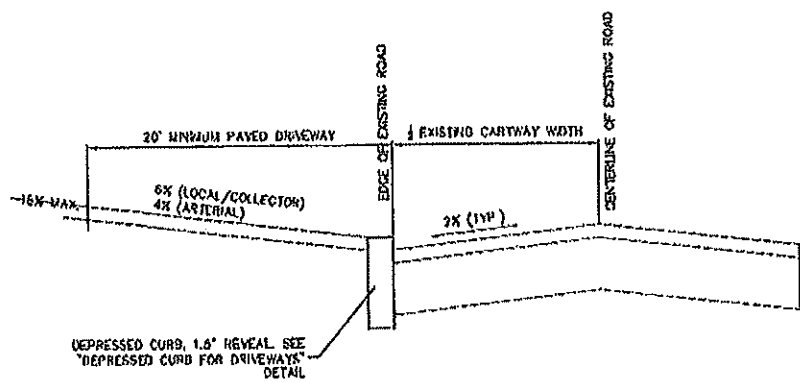 EDGE OF EXISTING ROAD
CENTERLINE OF EXISTING ROAD
20' MINIMUM PAVED DRIVEWAY
½ EXISTING CARTWAY WIDTH
6% (LOCAL/COLLECTOR)
4% (ARTERIAL)
MAX.
2% (TYP)
DEPRESSED CURB, 1.5" REVEAL. SEE
"DEPRESSED CURB FOR DRIVEWAYS"
DETAIL